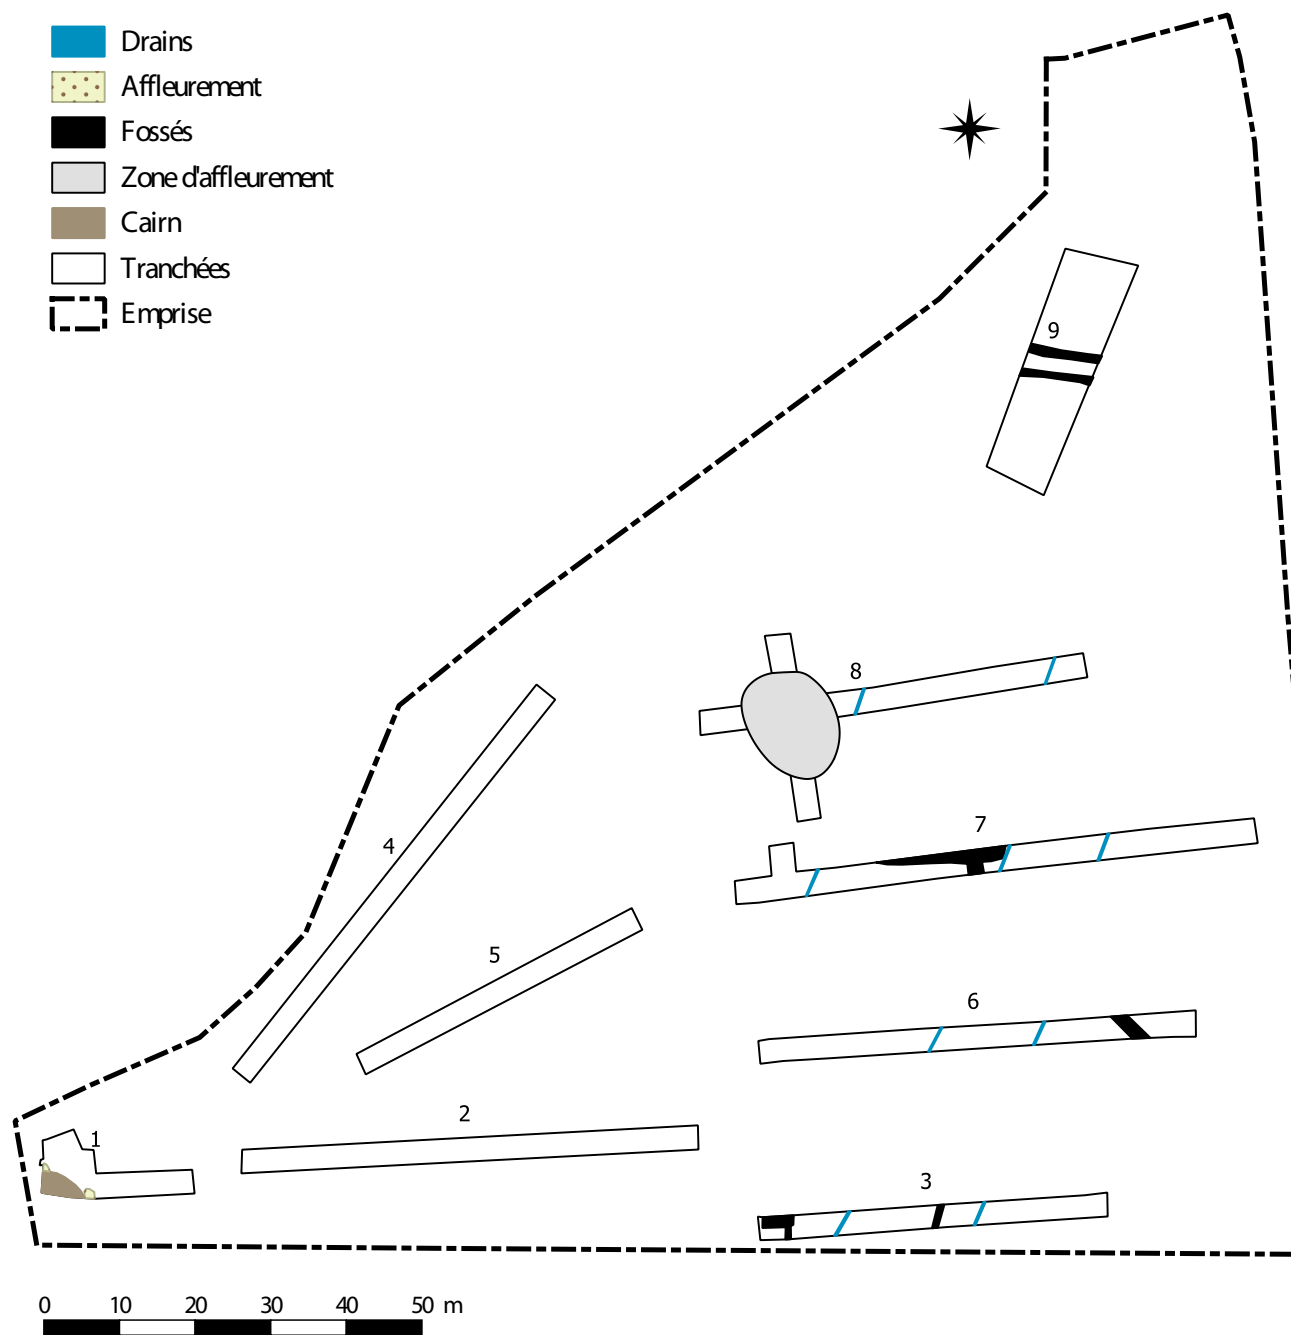 Drains
Affleurement
Fossés
Zone d'affleurement
Cairn
Tranchées
Emprise
9
8
7
4
5
6
2
1
3
0 10 20 30 40 50 m